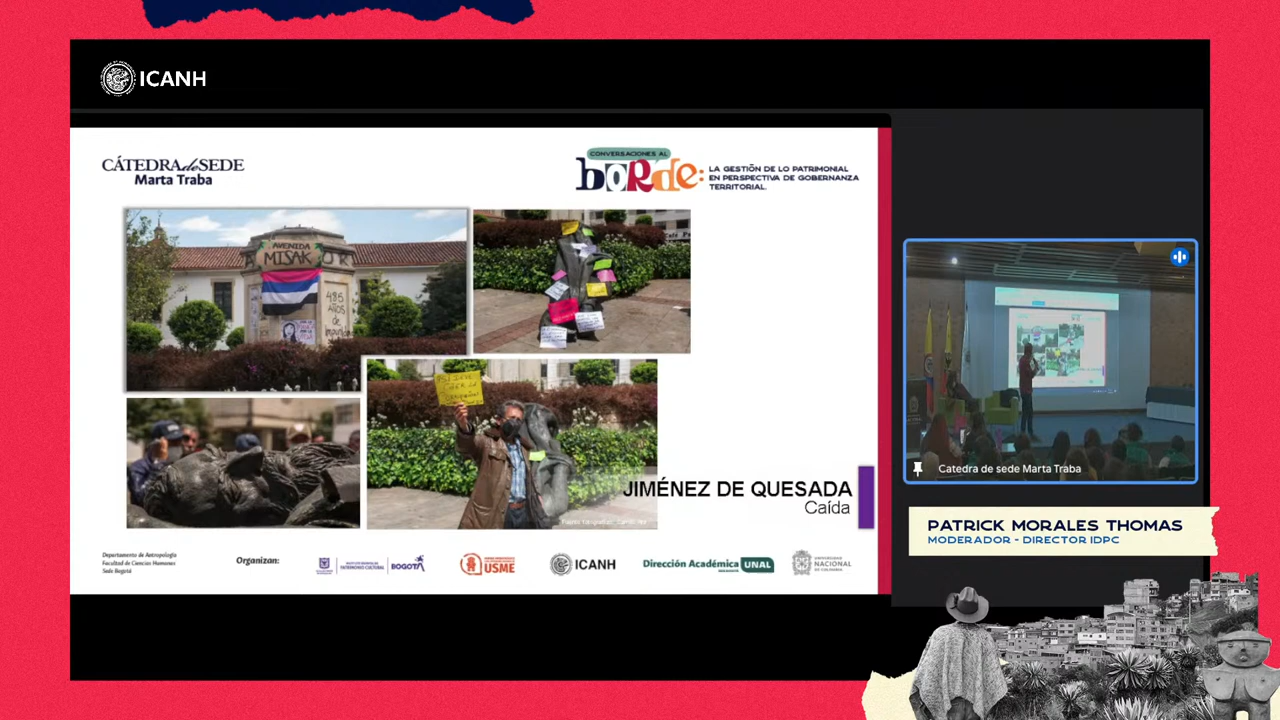 ICANH
CÁTEDRA de SEDE
Marta Traba
CONVERSACIONES AL
boRde:
LA GESTIÓN DE LO PATRIMONIAL
EN PERSPECTIVA DE GOBERNANZA
TERRITORIAL.
AVENIDA
MISAK
485
AÑOS
de
JIMÉNEZ DE QUESADA
Caída
Departamento de Antropología
Facultad de Ciencias Humanas
Sede Bogotá
Organizan:
PATRIMONIO CULTURAL
BOGOTÁ
USME
ICANH
Dirección Académica UNAL
UNIVERSIDAD
NACIONAL
DE COLOMBIA
Catedra de sede Marta Traba
PATRICK MORALES THOMAS
MODERADOR - DIRECTOR IDPC